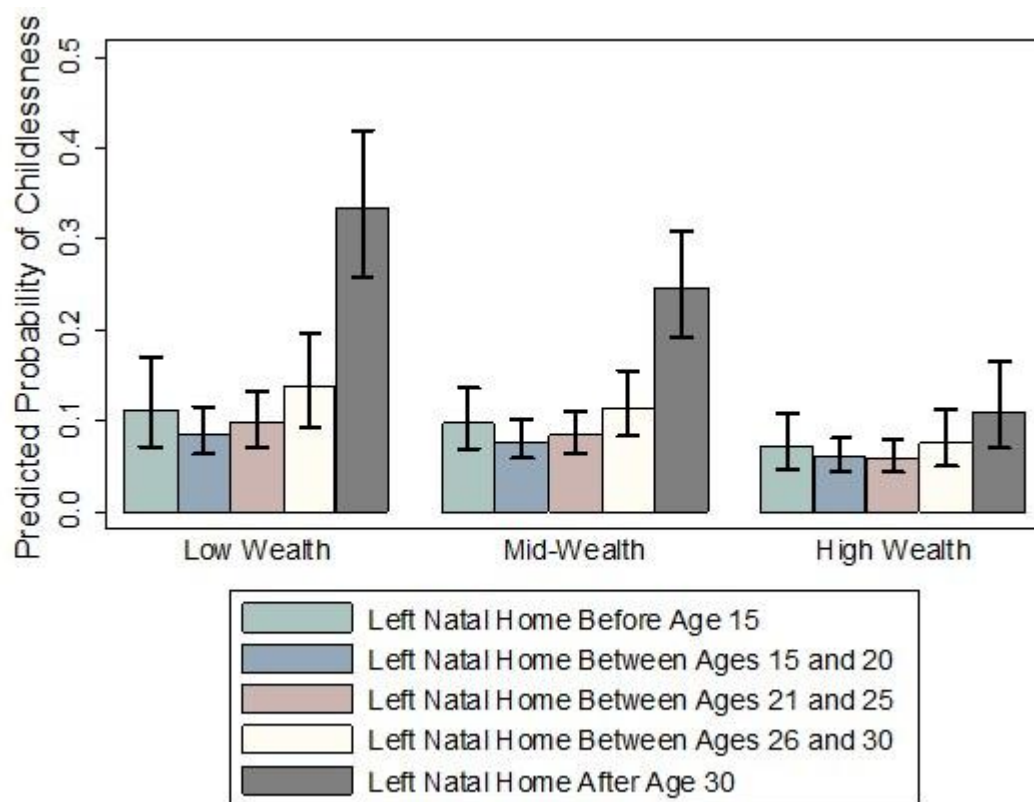 Predicted Probability of Childlessness
0.5
0.4
0.3
0.2
0.1
0.0
Low Wealth
Mid-Wealth
High Wealth
Left Natal Home Before Age 15
Left Natal Home Between Ages 15 and 20
Left Natal Home Between Ages 21 and 25
Left Natal Home Between Ages 26 and 30
Left Natal Home After Age 30